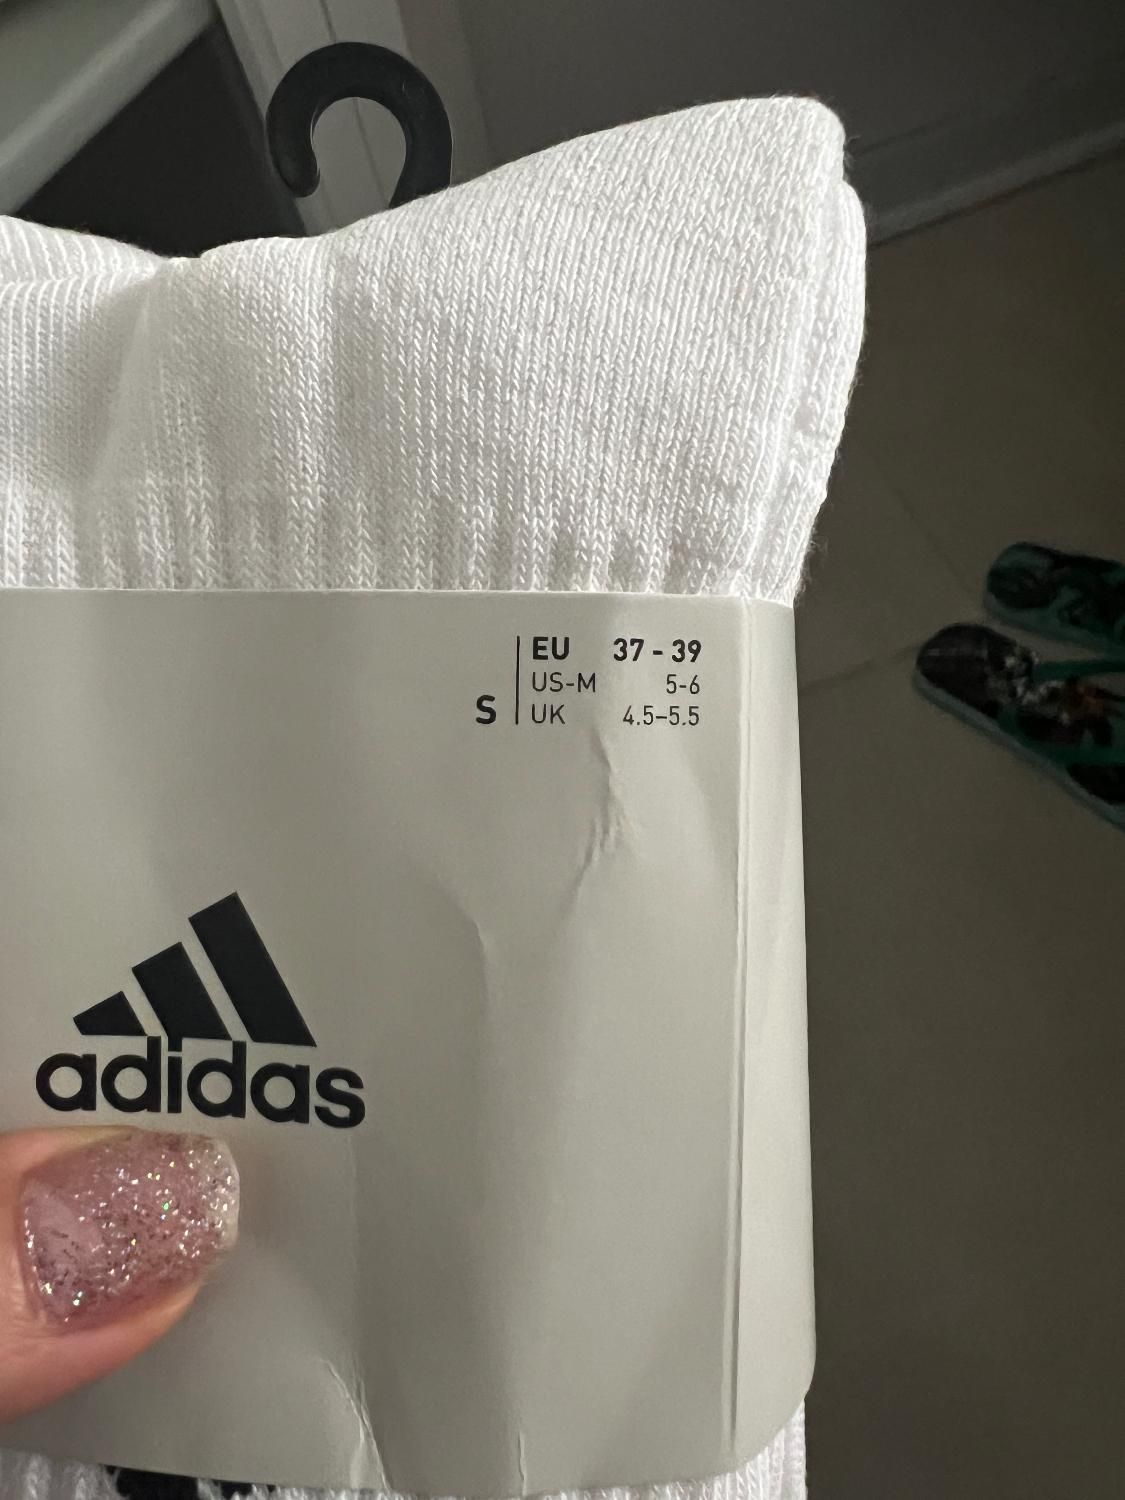 EU 37 - 39
US-M 5-6
S UK 4.5–5.5
adidas